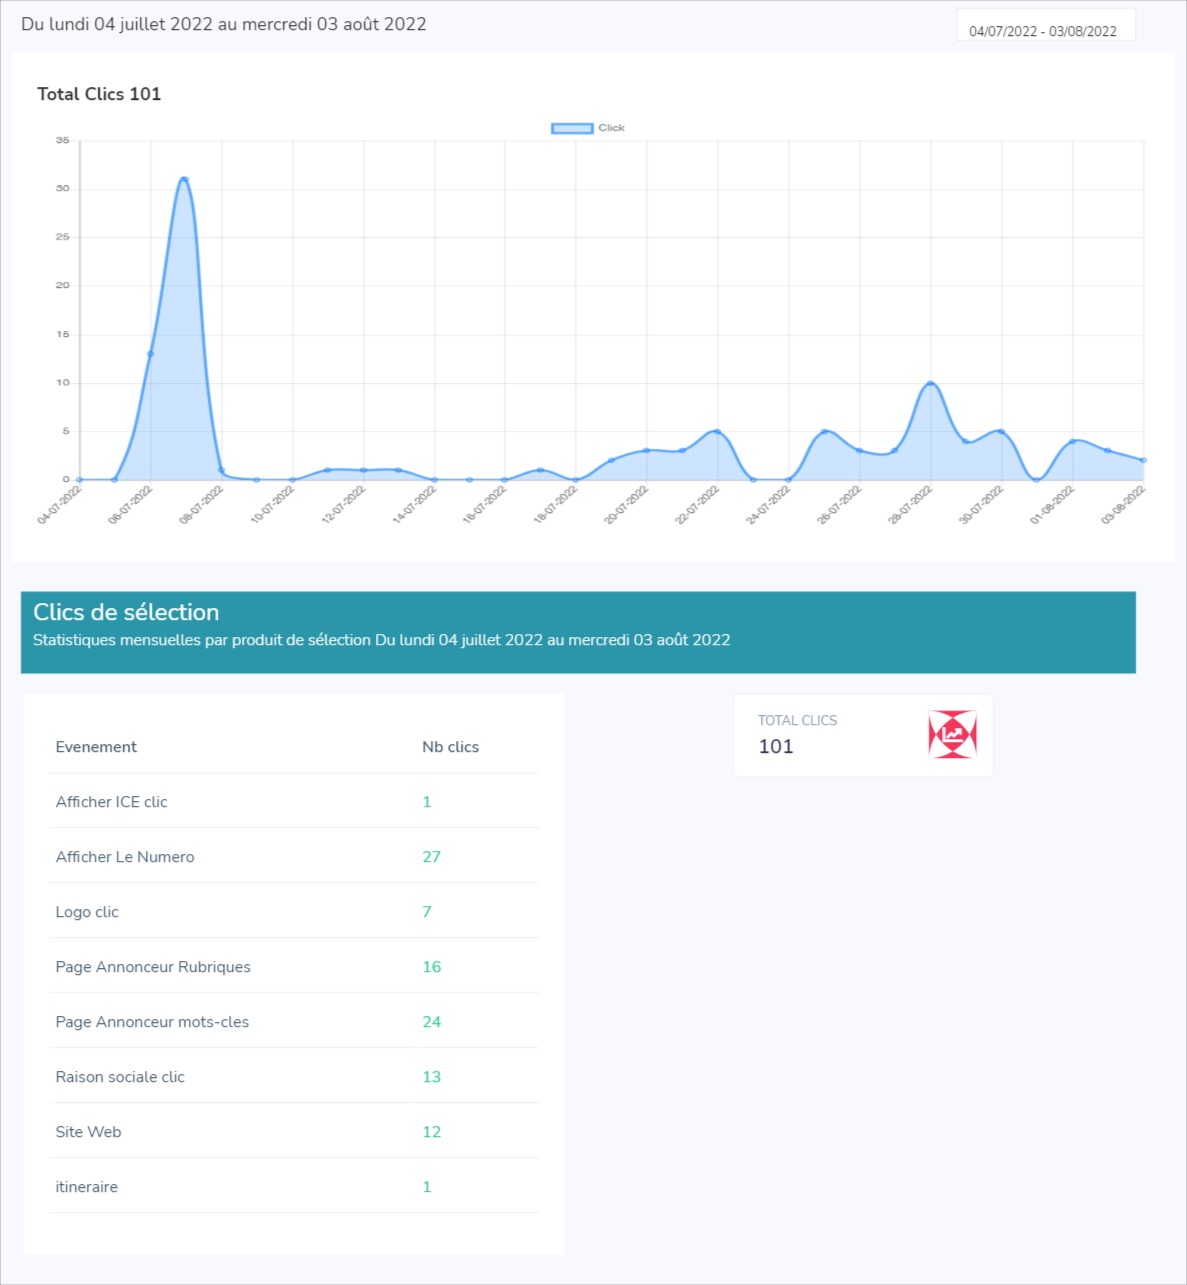 Du lundi 04 juillet 2022 au mercredi 03 août 2022
04/07/2022 - 03/08/2022
Total Clics 101
Click
35
30
25
20
15
10
5
0
04-07-2022
06-07-2022
08-07-2022
10-07-2022
12-07-2022
14-07-2022
16-07-2022
18-07-2022
20-07-2022
22-07-2022
24-07-2022
26-07-2022
28-07-2022
30-07-2022
01-08-2022
03-08-2022
Clics de sélection
Statistiques mensuelles par produit de sélection Du lundi 04 juillet 2022 au mercredi 03 août 2022
Evenement Nb clics
Afficher ICE clic 1
Afficher Le Numero 27
Logo clic 7
Page Annonceur Rubriques 16
Page Annonceur mots-cles 24
Raison sociale clic 13
Site Web 12
itineraire 1
TOTAL CLICS
101